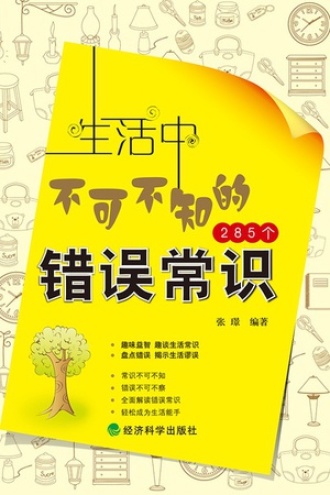 生活中
不可不知的
285个
错误常识
张 璟 编著
• 趣味益智 趣谈生活常识
• 盘点错误 揭示生活谬误
• 常识不可不知
• 错误不可不察
• 全面解读错误常识
• 轻松成为生活能手
经济科学出版社